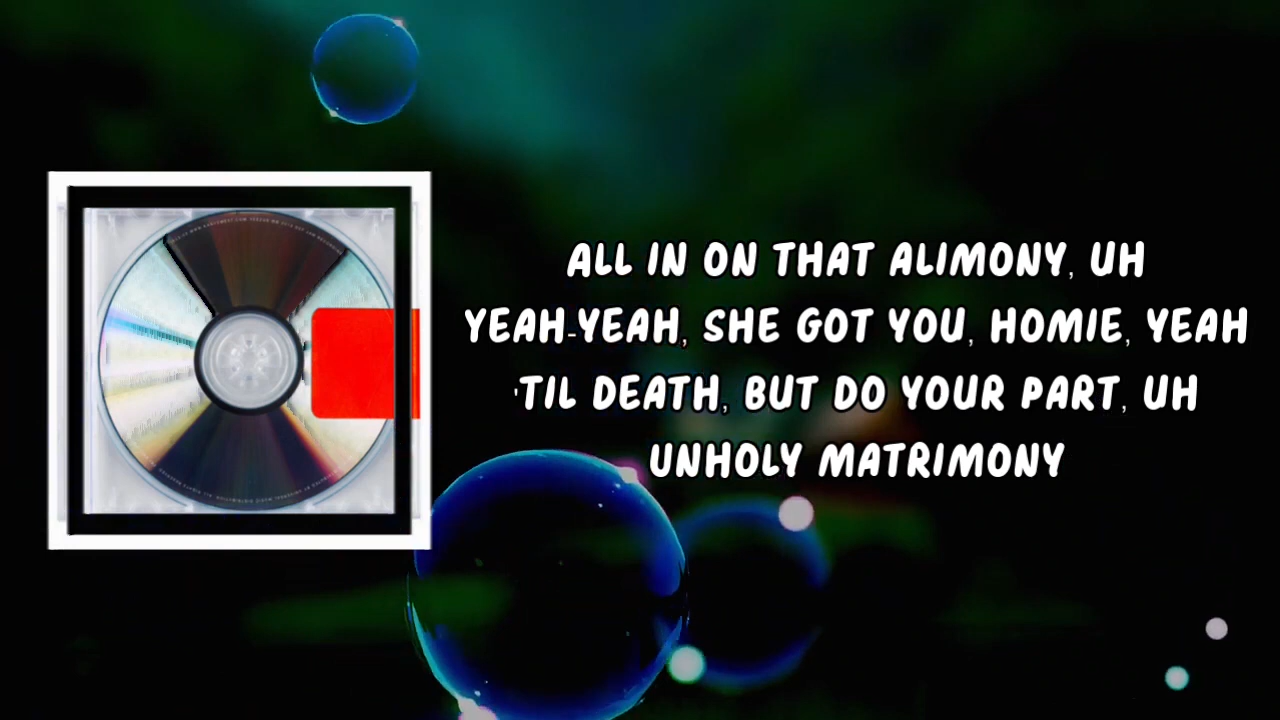 ALL IN ON THAT ALIMONY, UH
YEAH-YEAH, SHE GOT YOU, HOMIE, YEAH
'TIL DEATH, BUT DO YOUR PART, UH
UNHOLY MATRIMONY